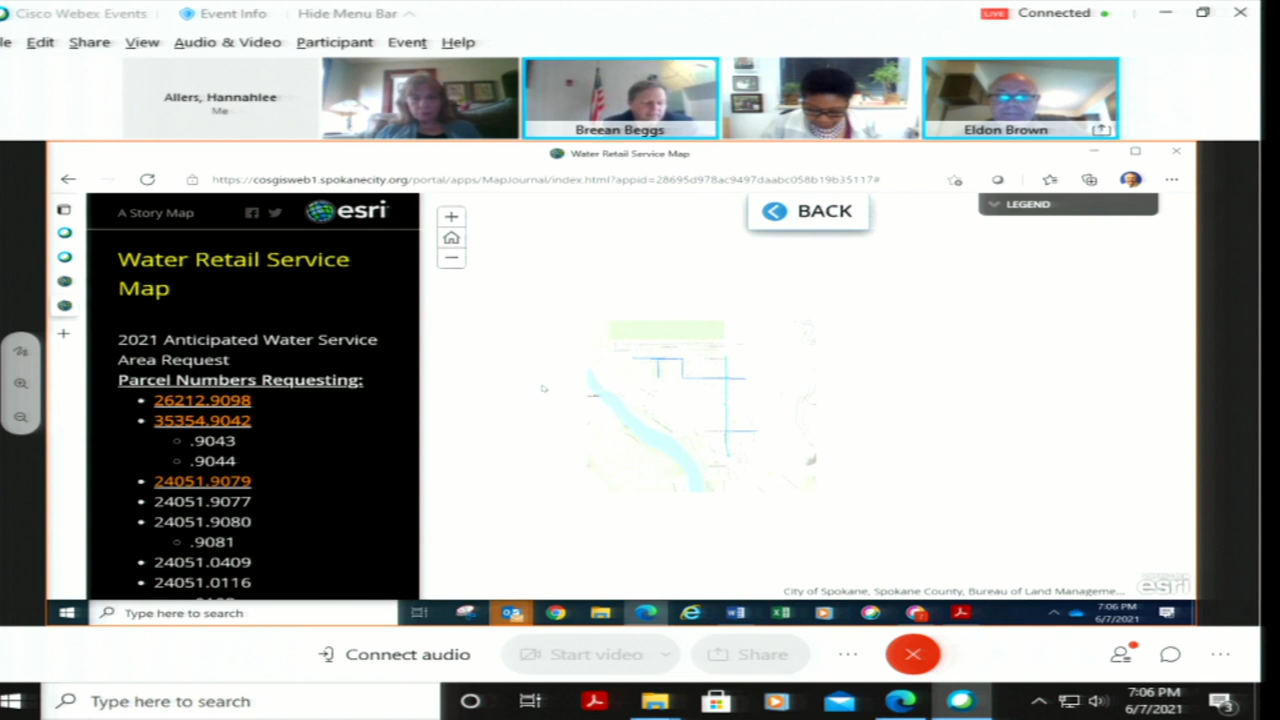 Cisco Webex Events
Event Info
Hide Menu Bar
LIVE
Connected
le Edit Share View Audio & Video Participant Event Help
Allers, Hannahlee
Me
Breean Beggs
Eldon Brown
Water Retail Service Map
https://cosgisweb1.spokanecity.org/portal/apps/MapJournal/index.html?appid=28695d978ac9497daabc058b19b35117#
A Story Map
esri
BACK
LEGEND
Water Retail Service
Map
2021 Anticipated Water Service
Area Request
Parcel Numbers Requesting:
26212.9098
35354.9042
.9043
.9044
24051.9079
24051.9077
24051.9080
.9081
24051.0409
24051.0116
esri
City of Spokane, Spokane County, Bureau of Land Manageme...
Type here to search
7:06 PM
6/7/2021
Connect audio
Start video
Share
Type here to search
7:06 PM
6/7/2021
3